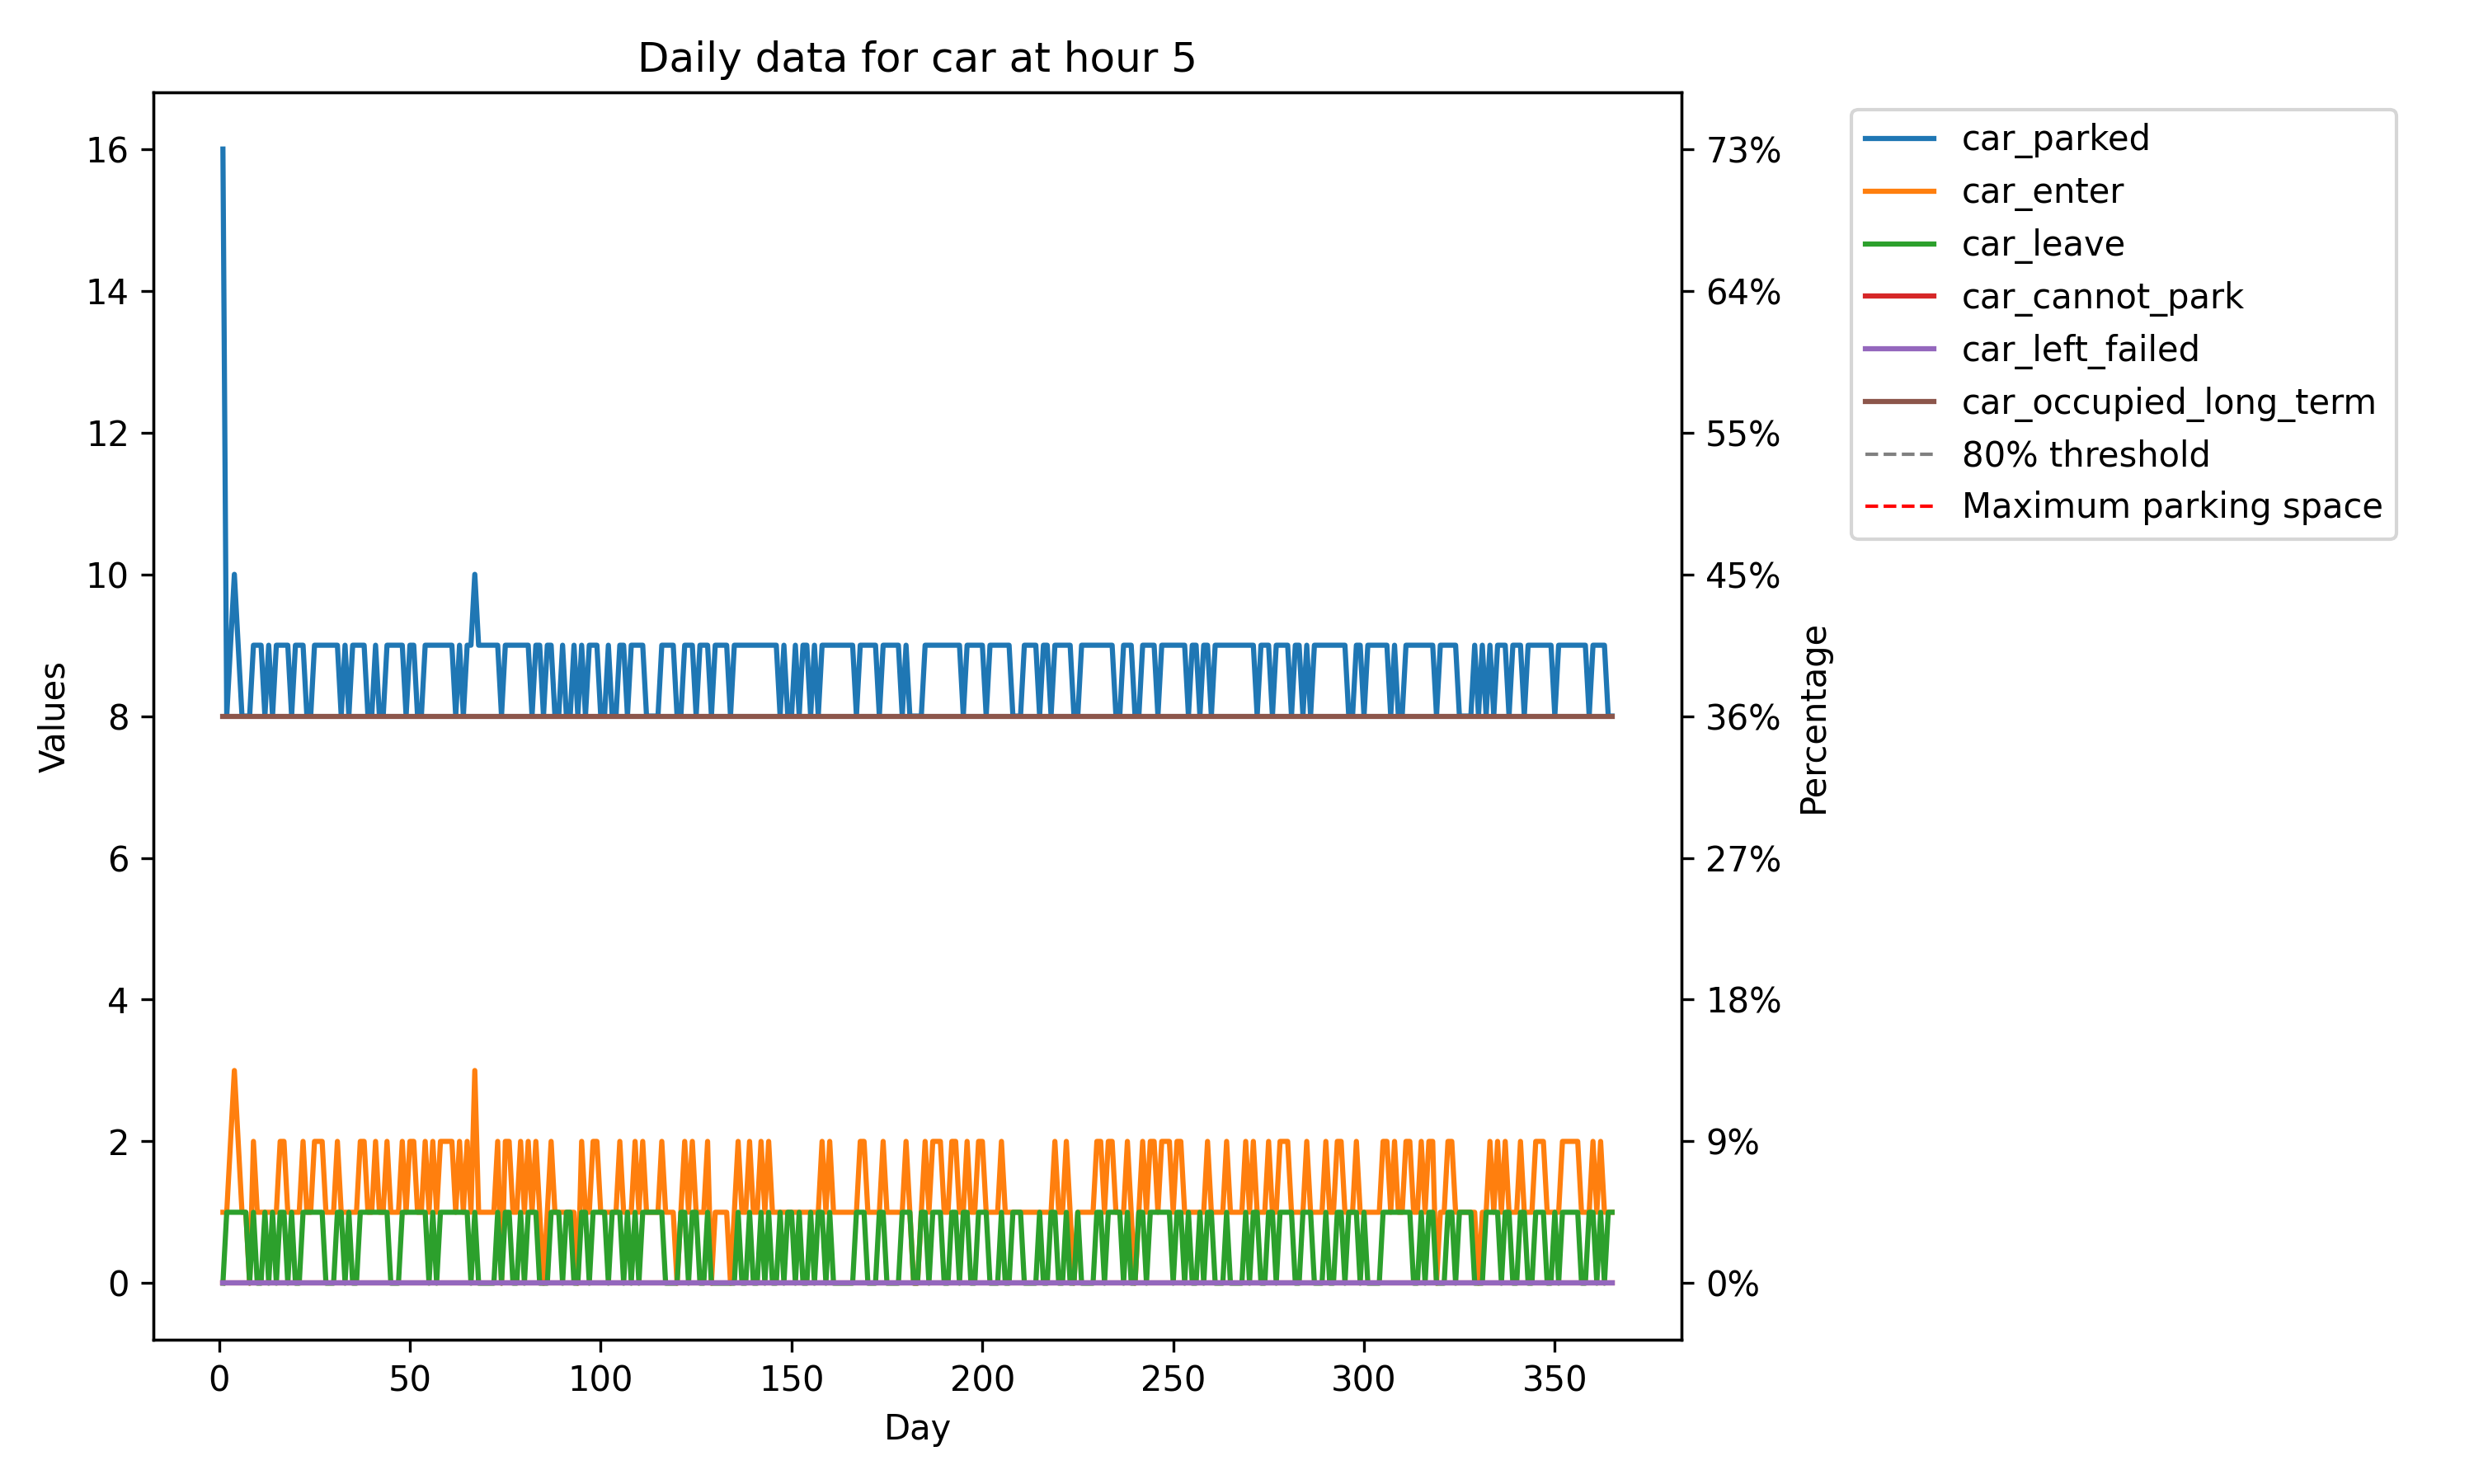 Daily data for car at hour 5
16
14
12
10
8
6
4
2
0
Values
0
50
100
150
200
250
300
350
Day
73%
64%
55%
45%
36%
27%
18%
9%
0%
Percentage
car_parked
car_enter
car_leave
car_cannot_park
car_left_failed
car_occupied_long_term
80% threshold
Maximum parking space